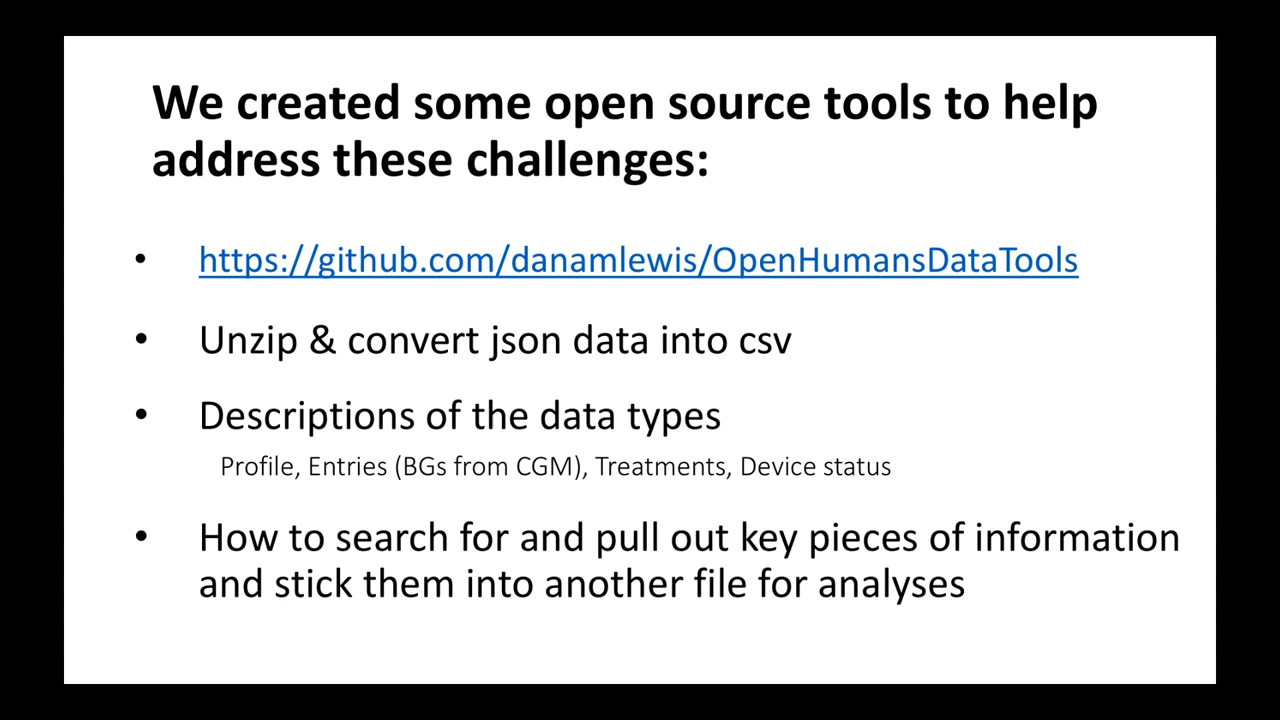 We created some open source tools to help
address these challenges:
• https://github.com/danamlewis/OpenHumansDataTools
• Unzip & convert json data into csv
• Descriptions of the data types
Profile, Entries (BGs from CGM), Treatments, Device status
• How to search for and pull out key pieces of information
and stick them into another file for analyses